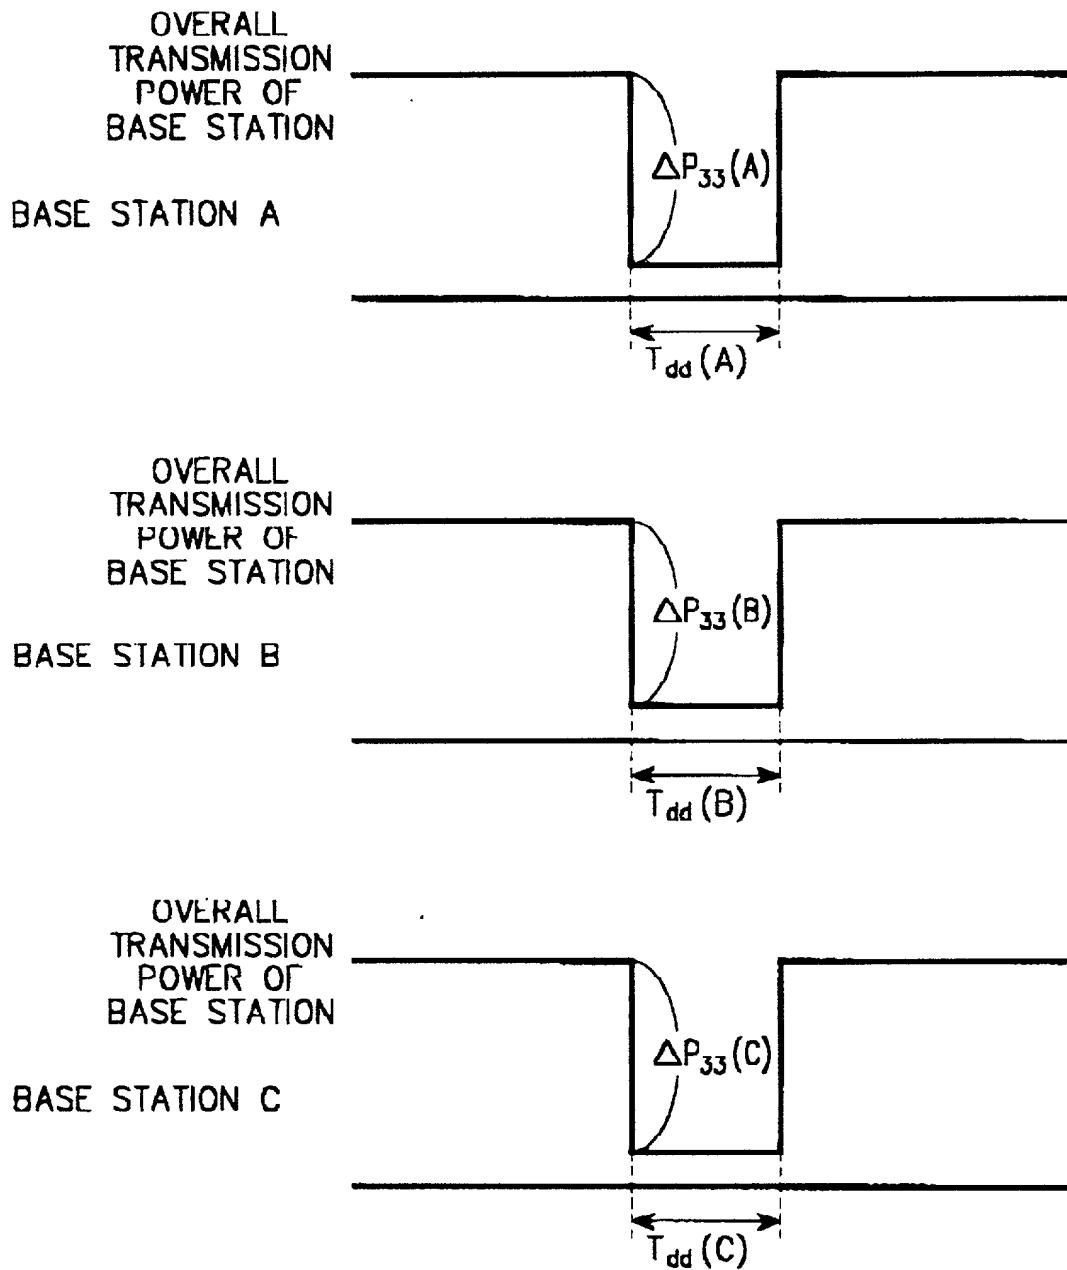 OVERALL
TRANSMISSION
POWER OF
BASE STATION
ΔP33(A)
BASE STATION A
Tdd(A)
OVERALL
TRANSMISSION
POWER OF
BASE STATION
ΔP33(B)
BASE STATION B
Tdd(B)
OVERALL
TRANSMISSION
POWER OF
BASE STATION
ΔP33(C)
BASE STATION C
Tdd(C)